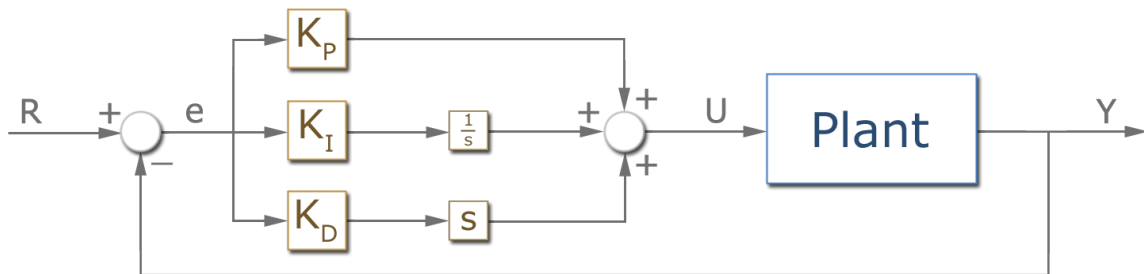 K_P
R + e K_I 1/s + + U Plant Y
− +
K_D s